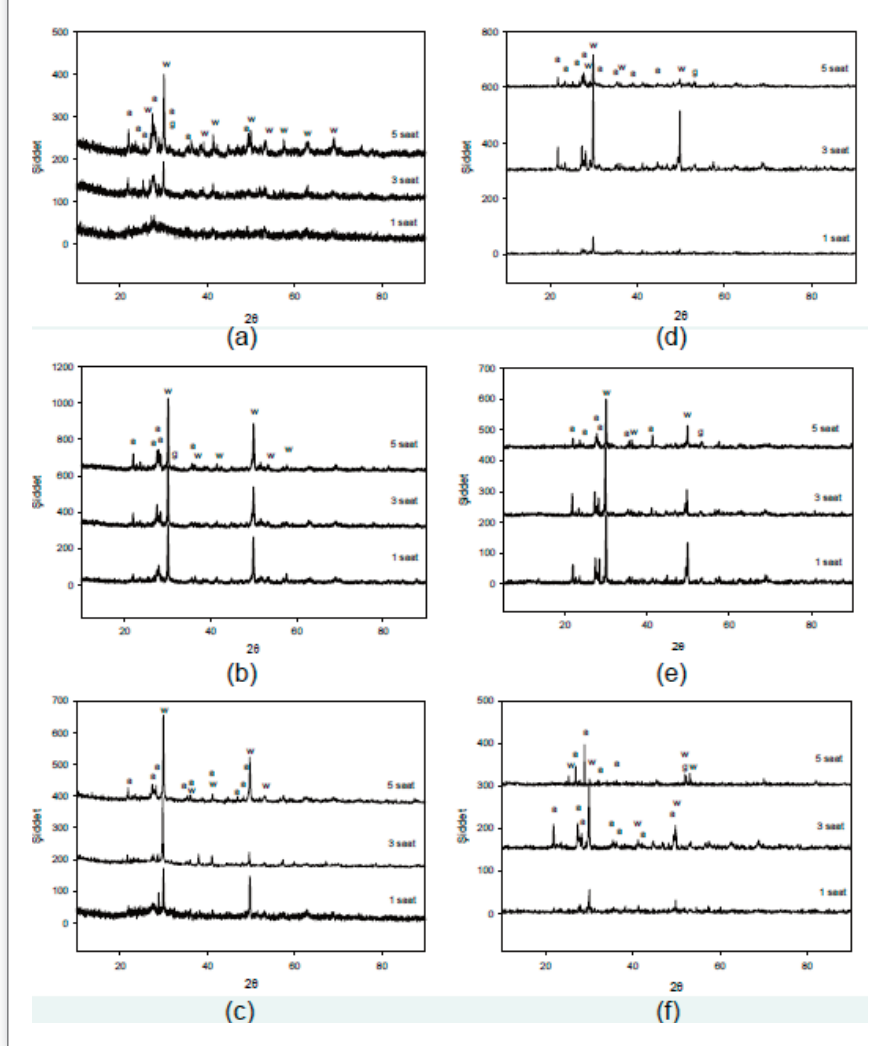 500
400
300
200
100
0
Şiddet
w
a
a w a w
a a g a w w w w w
5 saat
3 saat
1 saat
20 40 60 80
2θ
(a)
800
600
400
200
0
Şiddet
w
a a a w a a w a a w g
5 saat
3 saat
1 saat
20 40 60 80
2θ
(d)
1200
1000
800
600
400
200
0
Şiddet
w
w
a a a a g a w w w w
5 saat
3 saat
1 saat
20 40 60 80
2θ
(b)
700
600
500
400
300
200
100
0
Şiddet
w
w
a a a a a w a g
5 saat
3 saat
1 saat
20 40 60 80
2θ
(e)
700
600
500
400
300
200
100
0
Şiddet
w
w
a a a a a w a w a a a w
5 saat
3 saat
1 saat
20 40 60 80
2θ
(c)
500
400
300
200
100
0
Şiddet
a
w a w a a w g w
5 saat
a a a a a w a a w
3 saat
1 saat
20 40 60 80
2θ
(f)